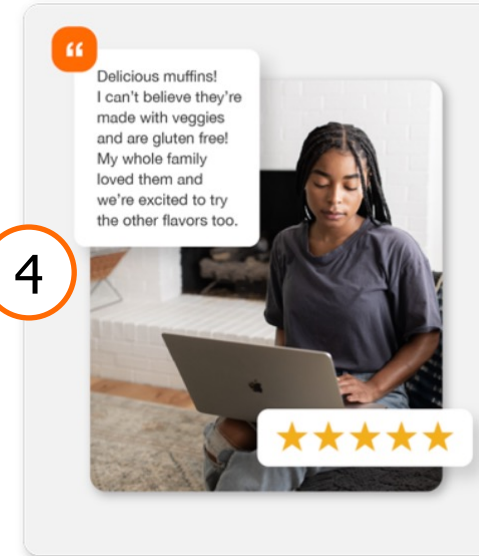 “
Delicious muffins!
I can’t believe they’re
made with veggies
and are gluten free!
My whole family
loved them and
we’re excited to try
the other flavors too.
4